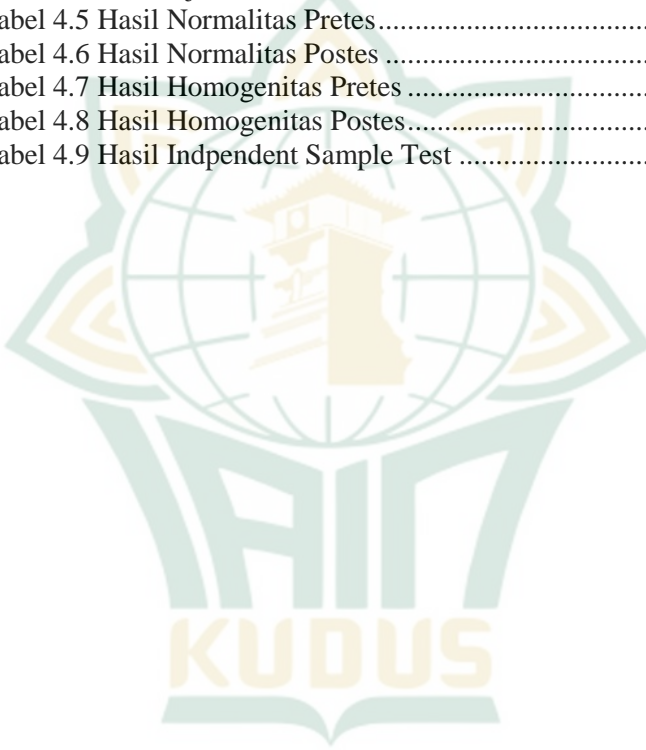 abel 4.5 Hasil Normalitas Pretes
abel 4.6 Hasil Normalitas Postes
abel 4.7 Hasil Homogenitas Pretes
abel 4.8 Hasil Homogenitas Postes
abel 4.9 Hasil Indpendent Sample Test
IAIN
KUDUS